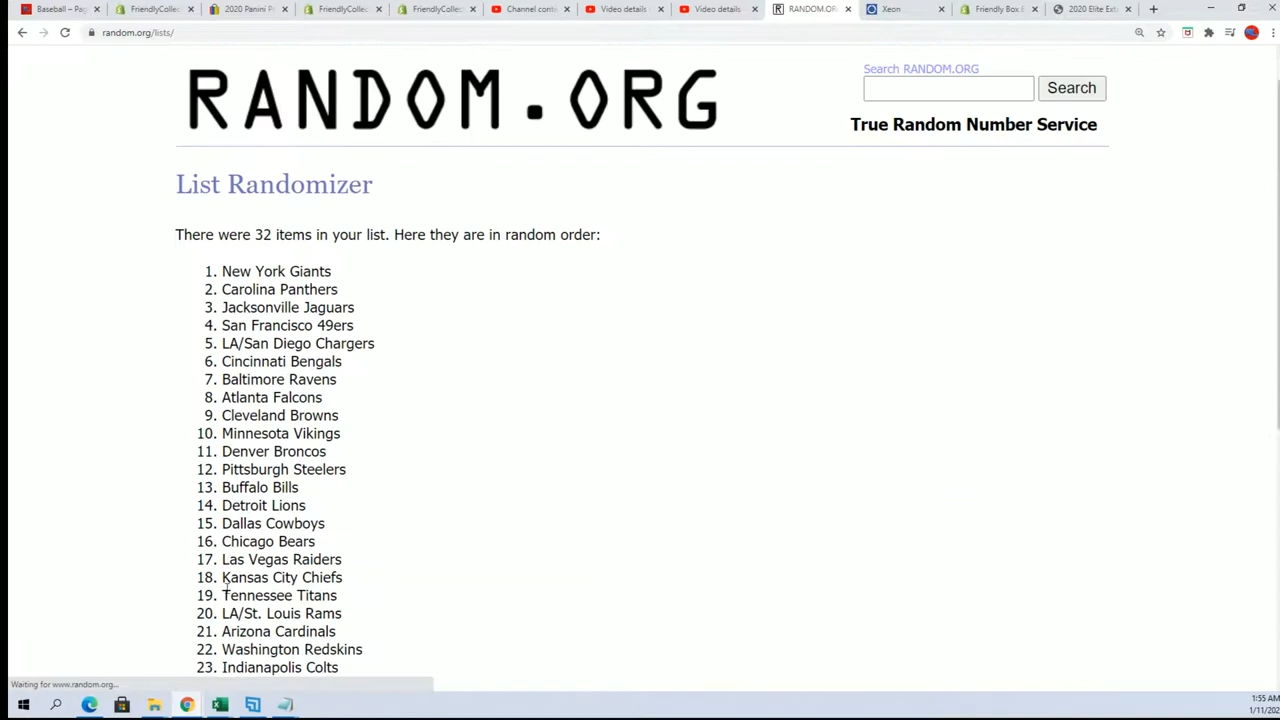 Baseball – Pag
FriendlyCollec
2020 Panini P
FriendlyCollec
FriendlyCollec
Channel cont
Video details
Video details
RANDOM.OR
Xeon
Friendly Box B
2020 Elite Ext
random.org/lists/
RANDOM.ORG
Search RANDOM.ORG
Search
True Random Number Service
List Randomizer
There were 32 items in your list. Here they are in random order:
1. New York Giants
2. Carolina Panthers
3. Jacksonville Jaguars
4. San Francisco 49ers
5. LA/San Diego Chargers
6. Cincinnati Bengals
7. Baltimore Ravens
8. Atlanta Falcons
9. Cleveland Browns
10. Minnesota Vikings
11. Denver Broncos
12. Pittsburgh Steelers
13. Buffalo Bills
14. Detroit Lions
15. Dallas Cowboys
16. Chicago Bears
17. Las Vegas Raiders
18. Kansas City Chiefs
19. Tennessee Titans
20. LA/St. Louis Rams
21. Arizona Cardinals
22. Washington Redskins
23. Indianapolis Colts
Waiting for www.random.org...
1:55 AM
1/11/202